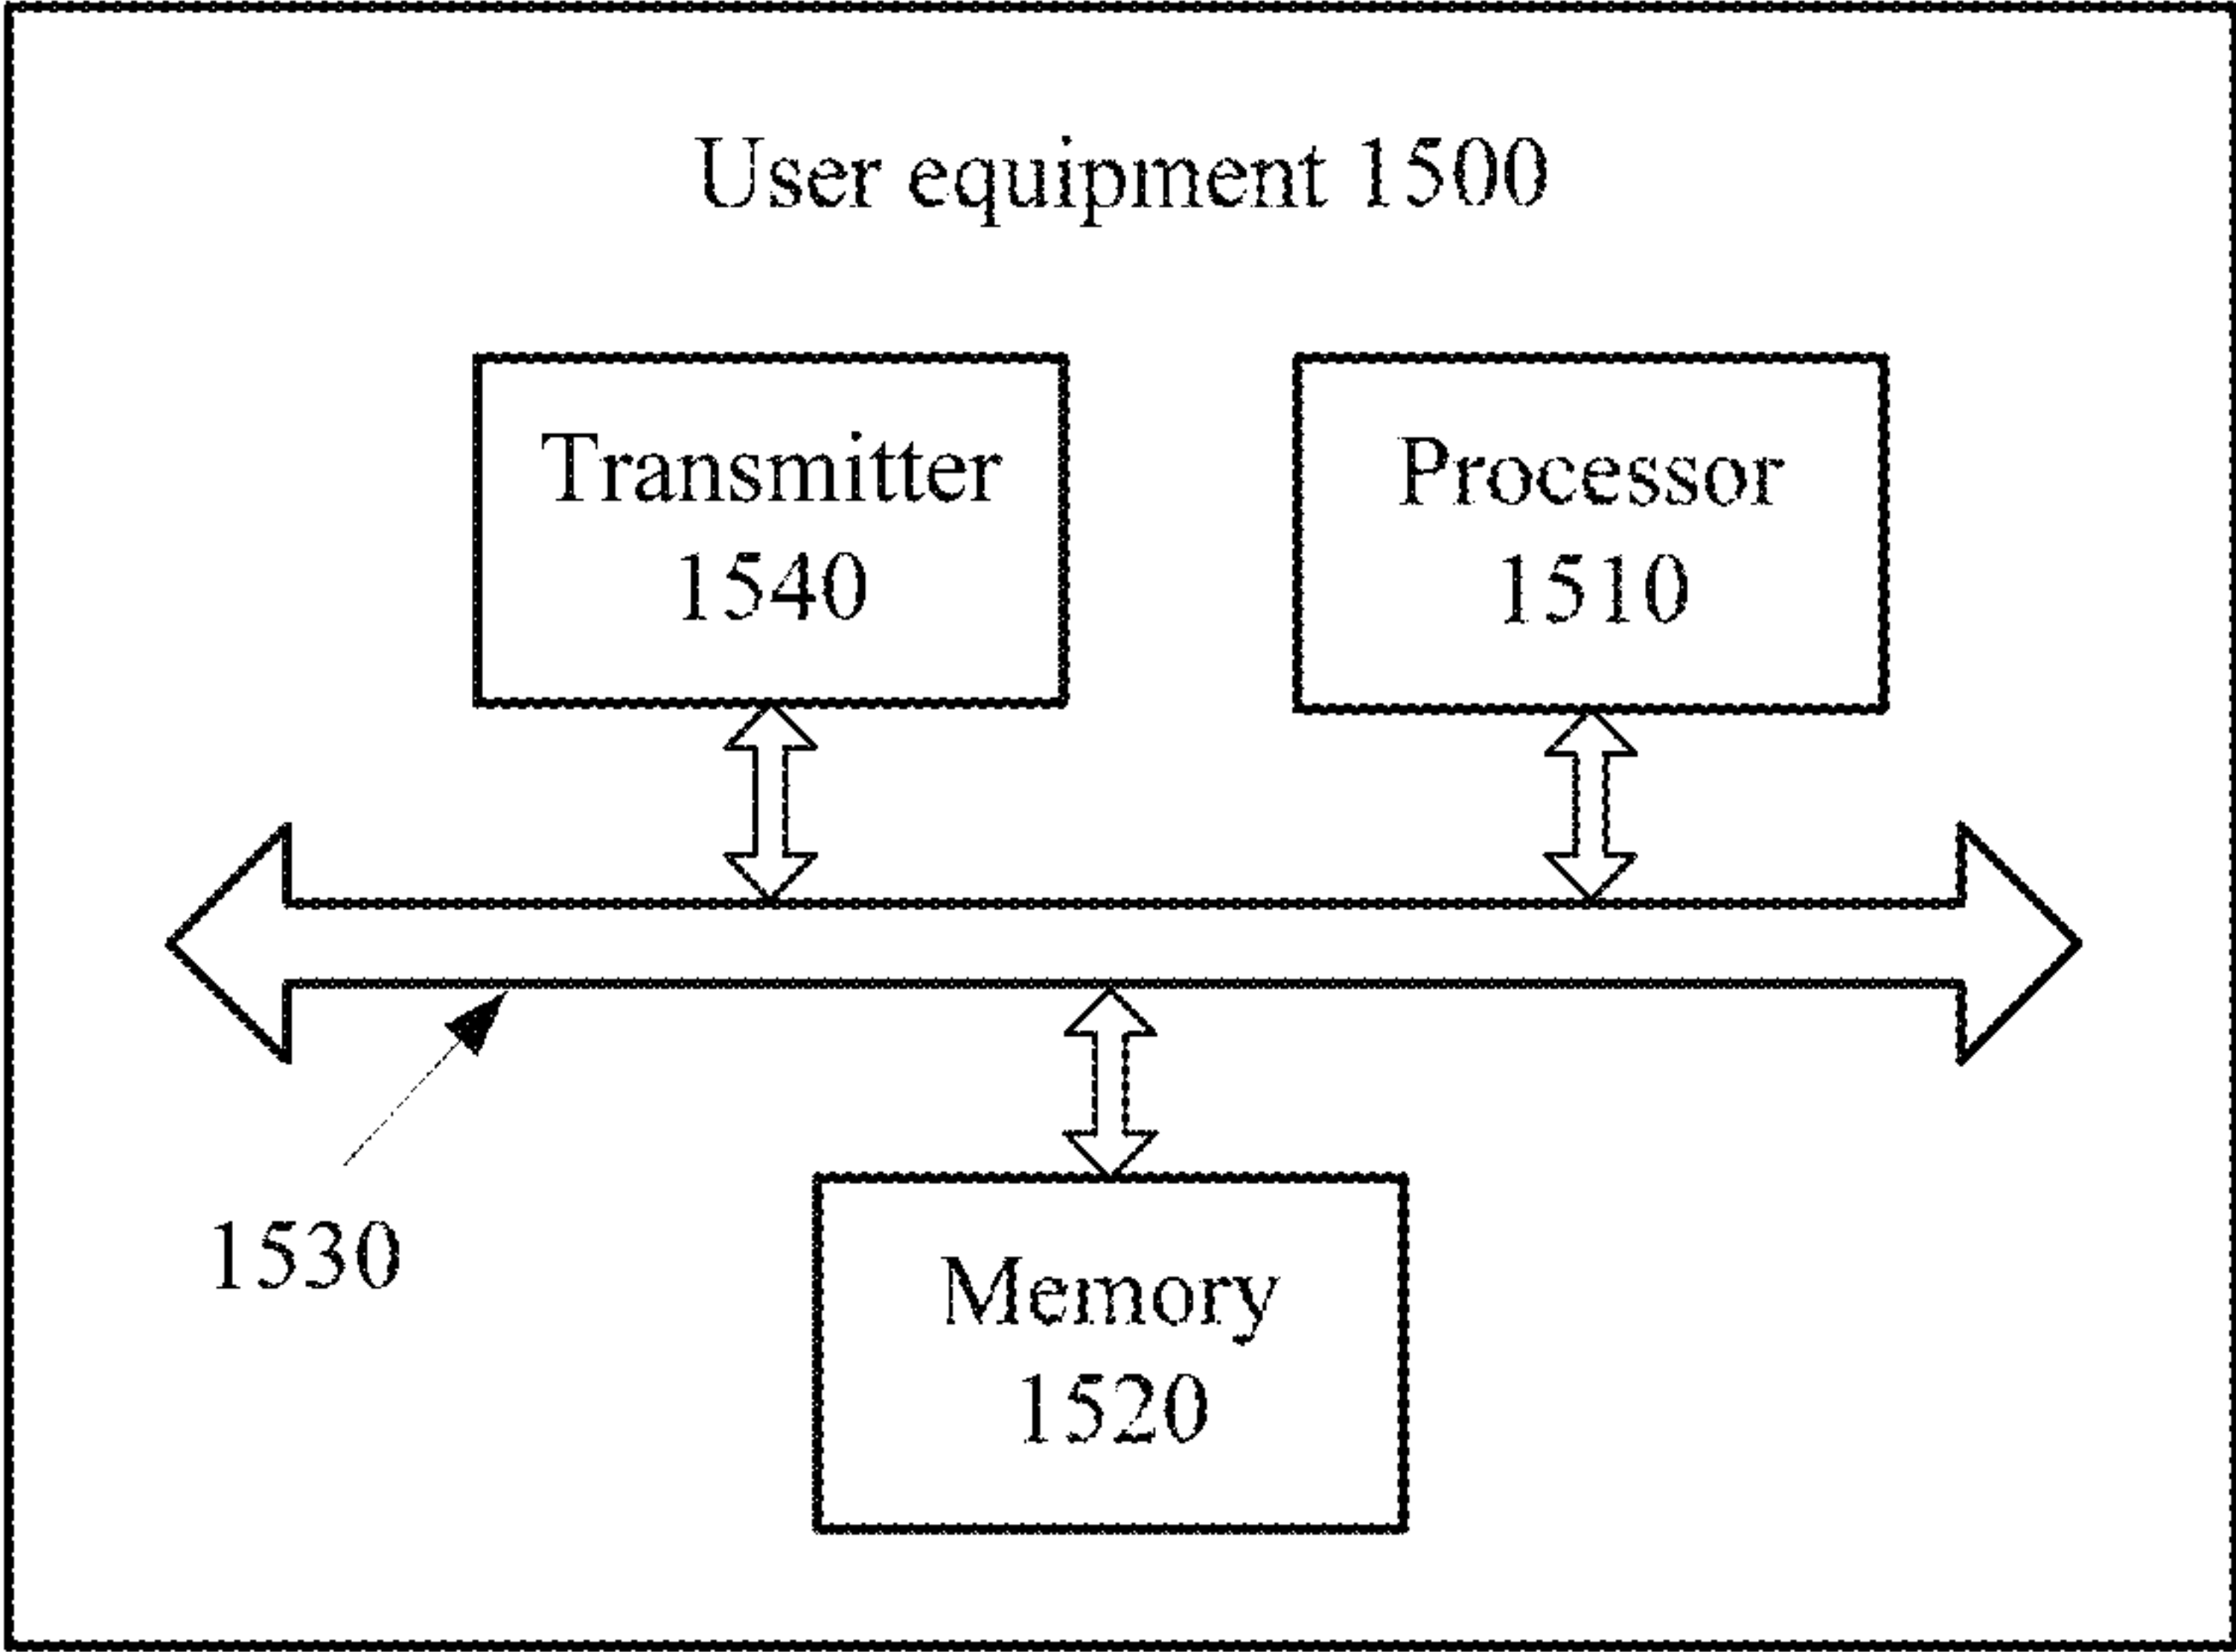 User equipment 1500
Transmitter
1540
Processor
1510
1530
Memory
1520